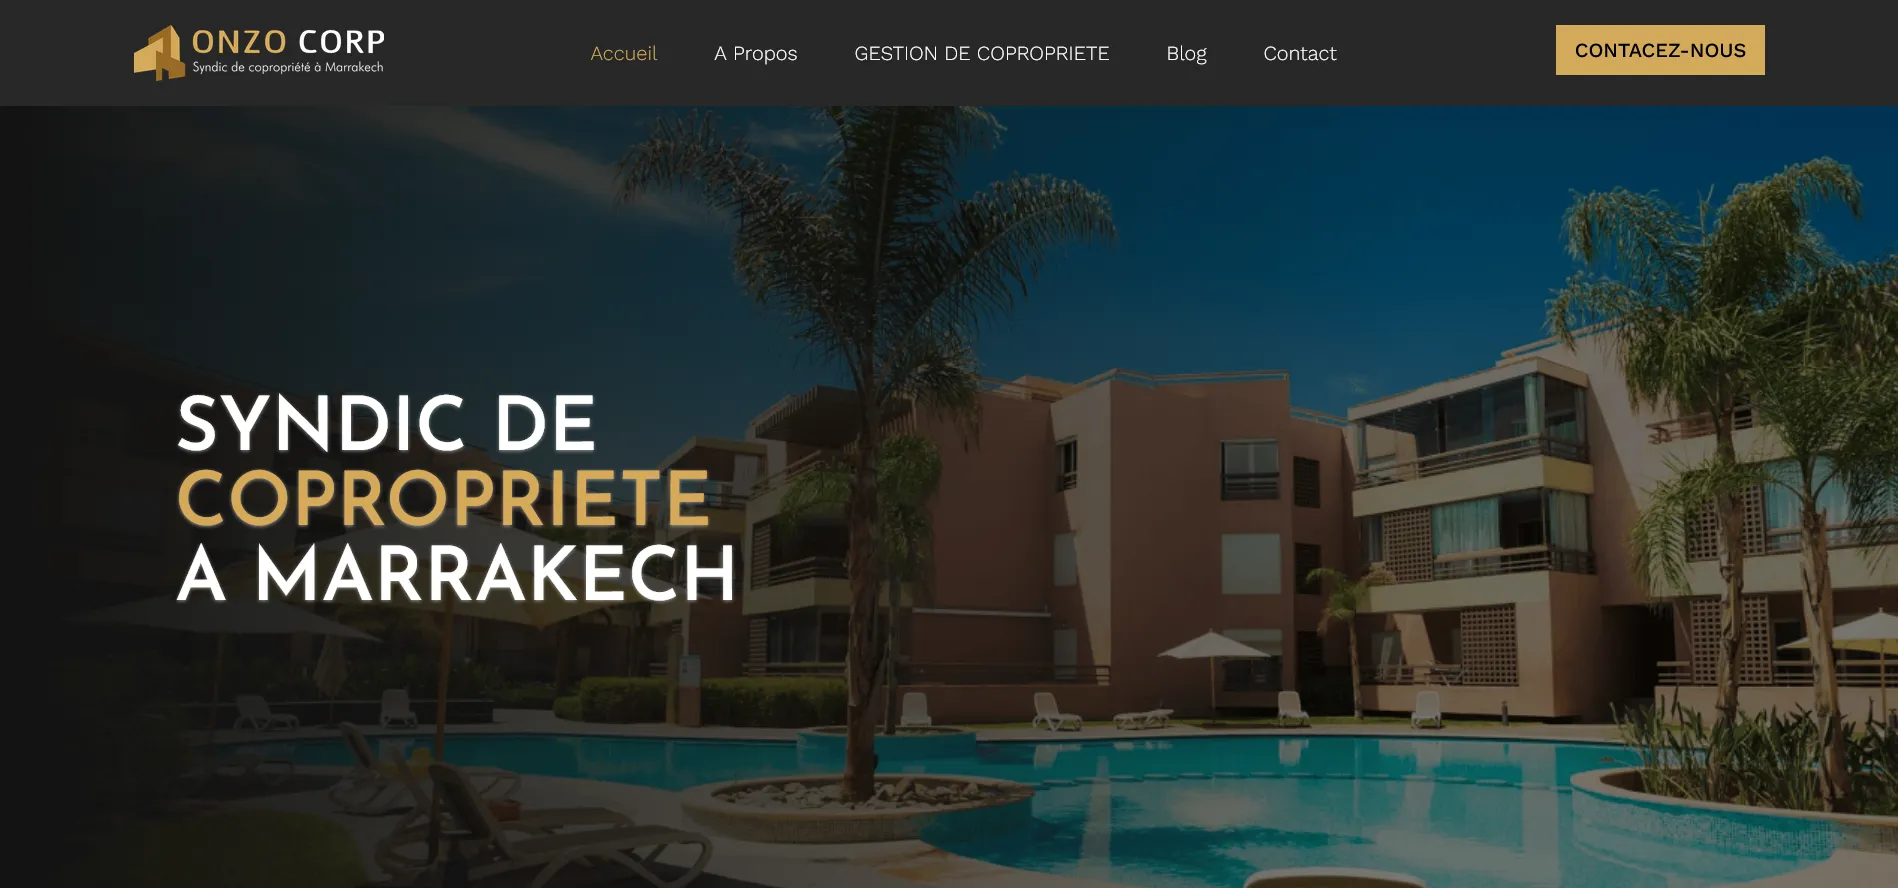 ONZO CORP
Syndic de copropriété à Marrakech
Accueil
A Propos
GESTION DE COPROPRIETE
Blog
Contact
CONTACEZ-NOUS
SYNDIC DE
COPROPRIETE
A MARRAKECH